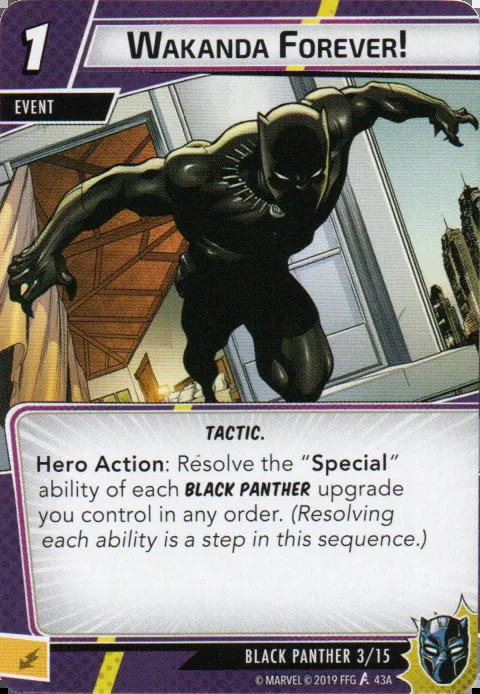 1
WAKANDA FOREVER!
EVENT
TACTIC.
Hero Action: Resolve the “Special”
ability of each BLACK PANTHER upgrade
you control in any order. (Resolving
each ability is a step in this sequence.)
BLACK PANTHER 3/15
© MARVEL © 2019 FFG 43A